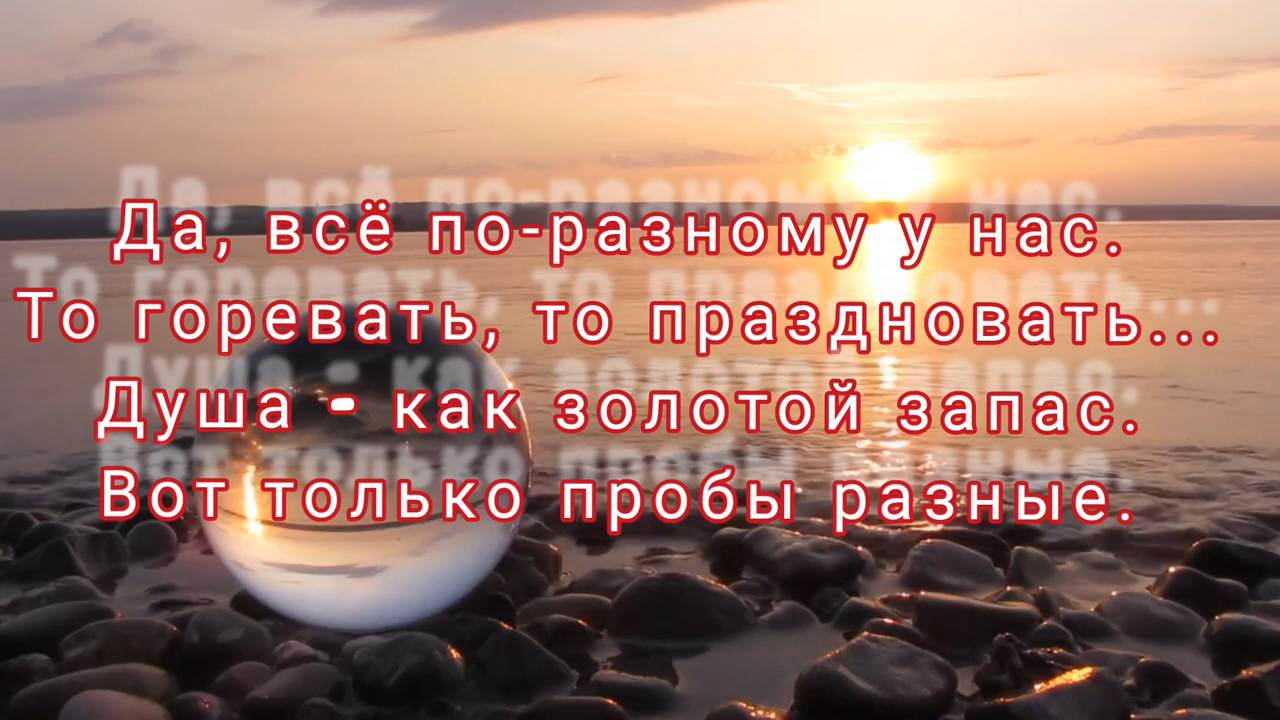 Да, всё по-разному у нас.
То горевать, то праздновать...
Душа - как золотой запас.
Вот только пробы разные.